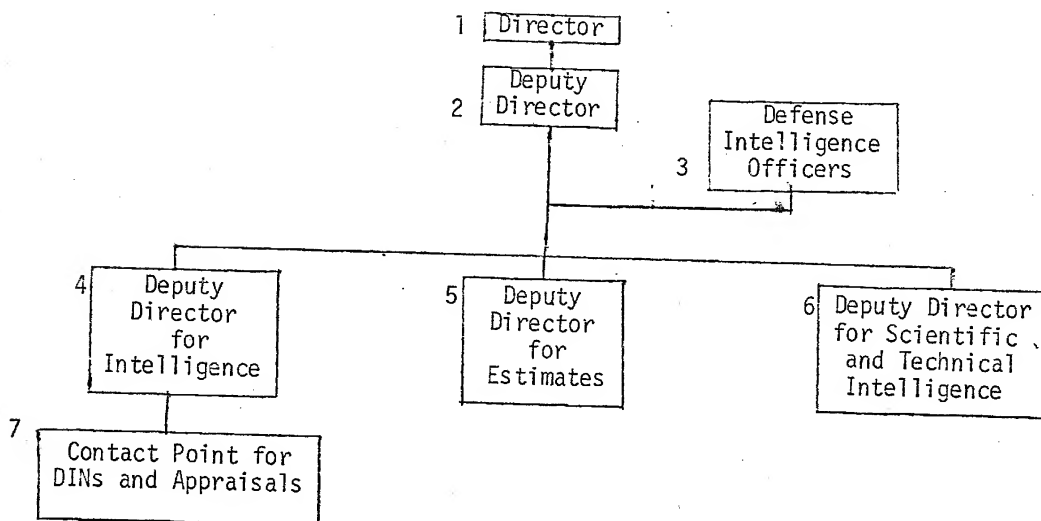 1 Director
2 Deputy
Director
3 Defense
Intelligence
Officers
4 Deputy
Director
for
Intelligence
5 Deputy
Director
for
Estimates
6 Deputy Director
for Scientific
and Technical
Intelligence
7 Contact Point for
DINs and Appraisals